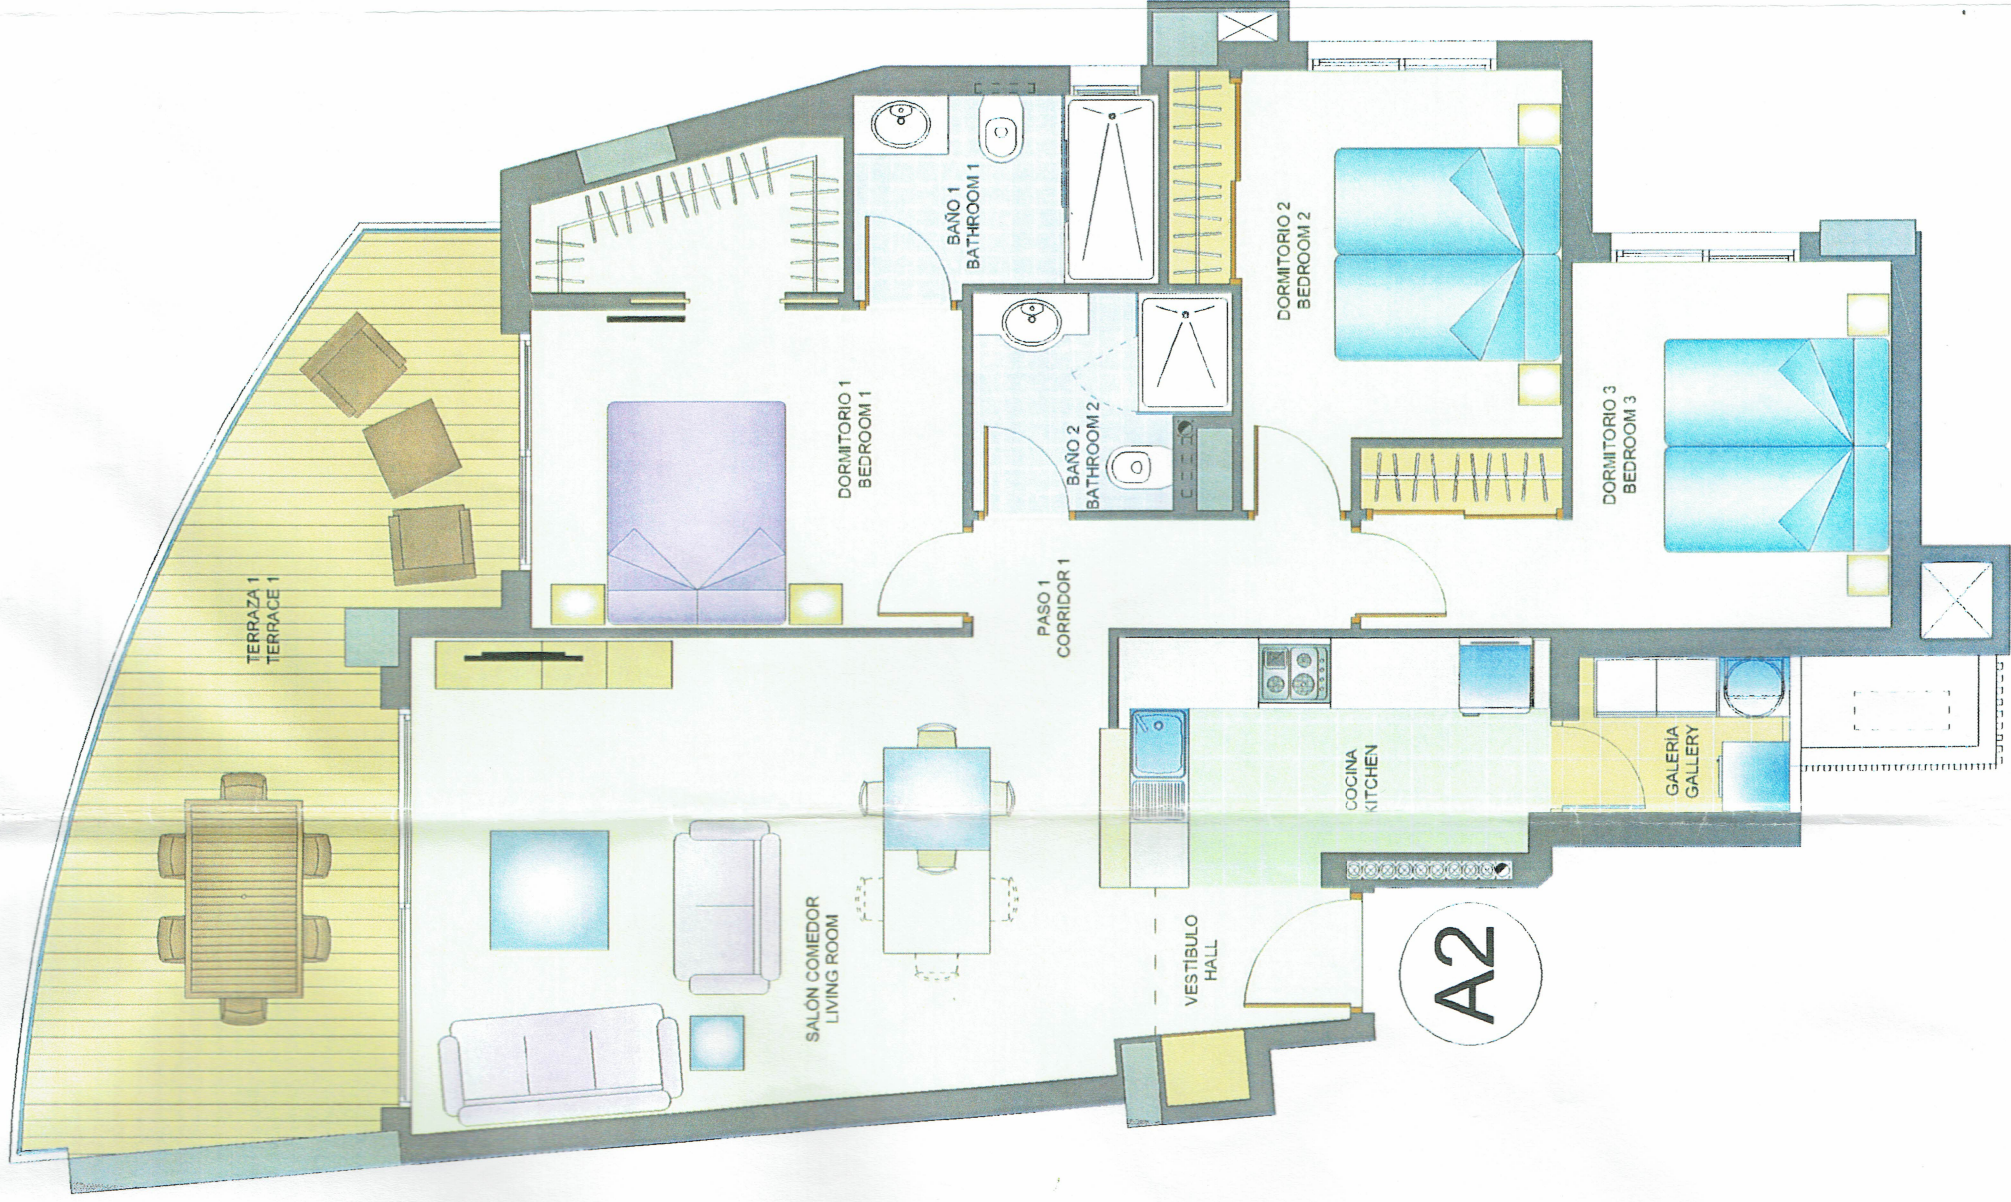 TERRAZA 1
TERRACE 1
DORMITORIO 1
BEDROOM 1
BAÑO 1
BATHROOM 1
BAÑO 2
BATHROOM 2
DORMITORIO 2
BEDROOM 2
DORMITORIO 3
BEDROOM 3
PASO 1
CORRIDOR 1
SALÓN COMEDOR
LIVING ROOM
VESTÍBULO
HALL
COCINA
KITCHEN
GALERÍA
GALLERY
A2